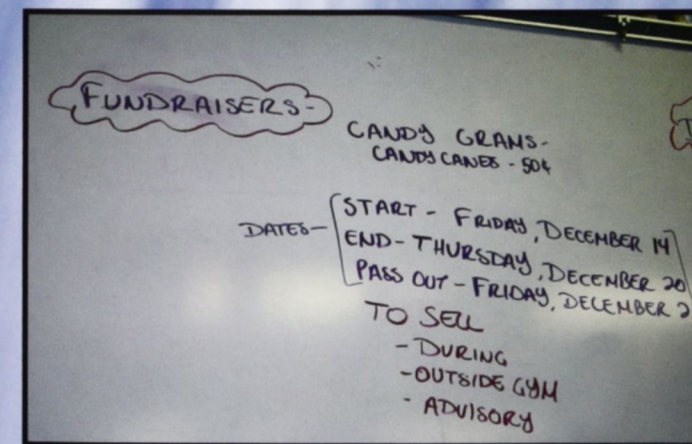 FUNDRAISERS-
CANDY GRAMS-
CANDY CANES - 50¢
DATES-
START - FRIDAY, DECEMBER 14
END - THURSDAY, DECEMBER 20
PASS OUT - FRIDAY, DECEMBER 2
TO SELL
- DURING
- OUTSIDE GYM
- ADVISORY